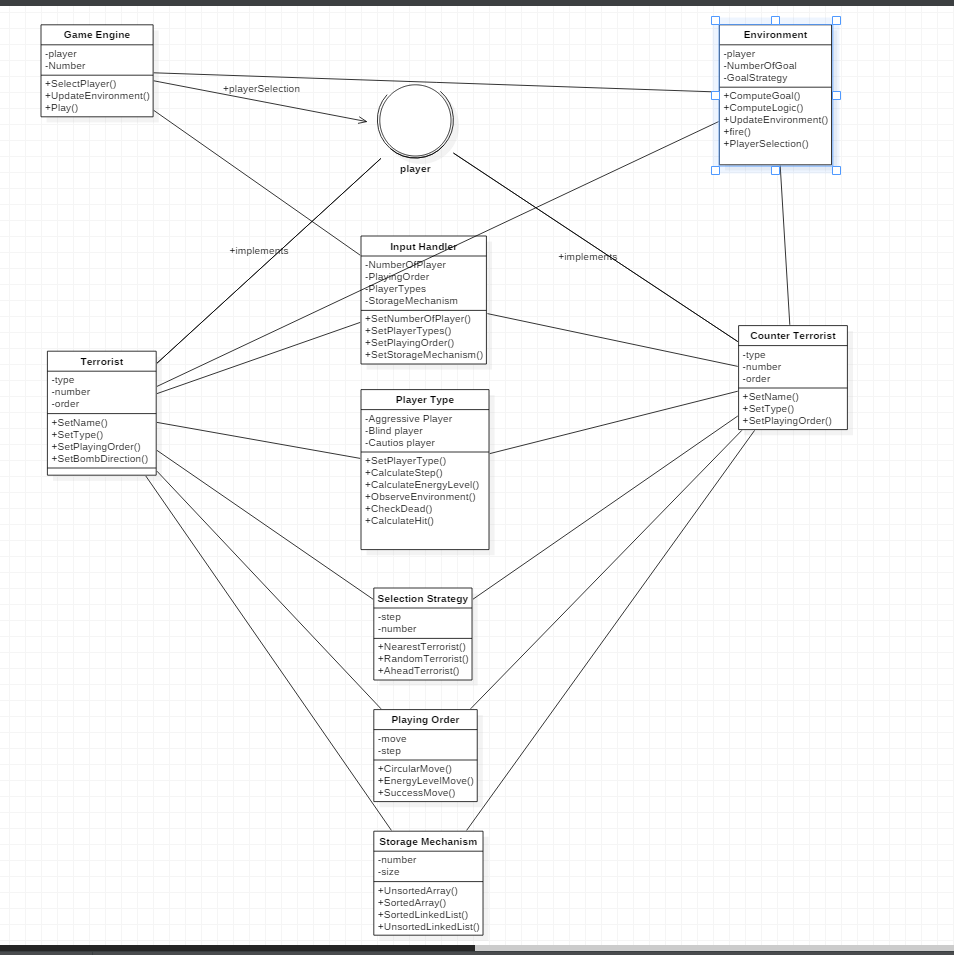 Game Engine
-player
-Number
+SelectPlayer()
+UpdateEnvironment()
+Play()
+playerSelection
player
Environment
-player
-NumberOfGoal
-GoalStrategy
+ComputeGoal()
+ComputeLogic()
+UpdateEnvironment()
+fire()
+PlayerSelection()
+implements
+implements
Input Handler
-NumberOfPlayer
-PlayingOrder
-PlayerTypes
-StorageMechanism
+SetNumberOfPlayer()
+SetPlayerTypes()
+SetPlayingOrder()
+SetStorageMechanism()
Terrorist
-type
-number
-order
+SetName()
+SetType()
+SetPlayingOrder()
+SetBombDirection()
Counter Terrorist
-type
-number
-order
+SetName()
+SetType()
+SetPlayingOrder()
Player Type
-Aggressive Player
-Blind player
-Cautios player
+SetPlayerType()
+CalculateStep()
+CalculateEnergyLevel()
+ObserveEnvironment()
+CheckDead()
+CalculateHit()
Selection Strategy
-step
-number
+NearestTerrorist()
+RandomTerrorist()
+AheadTerrorist()
Playing Order
-move
-step
+CircularMove()
+EnergyLevelMove()
+SuccessMove()
Storage Mechanism
-number
-size
+UnsortedArray()
+SortedArray()
+SortedLinkedList()
+UnsortedLinkedList()